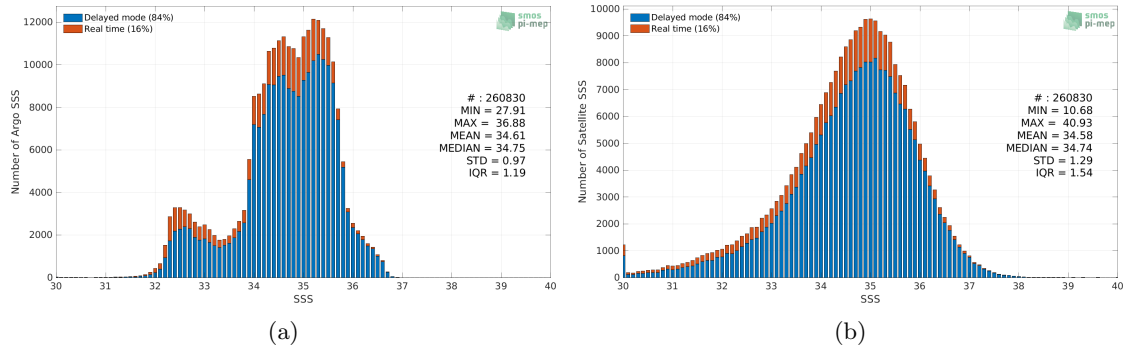 Delayed mode (84%)
Real time (16%)
smos
pi-mep
12000
10000
8000
6000
4000
2000
0
Number of Argo SSS
# : 260830
MIN = 27.91
MAX = 36.88
MEAN = 34.61
MEDIAN = 34.75
STD = 0.97
IQR = 1.19
30 31 32 33 34 35 36 37 38 39 40
SSS
(a)
Delayed mode (84%)
Real time (16%)
smos
pi-mep
10000
9000
8000
7000
6000
5000
4000
3000
2000
1000
0
Number of Satellite SSS
# : 260830
MIN = 10.68
MAX = 40.93
MEAN = 34.58
MEDIAN = 34.74
STD = 1.29
IQR = 1.54
30 31 32 33 34 35 36 37 38 39 40
SSS
(b)